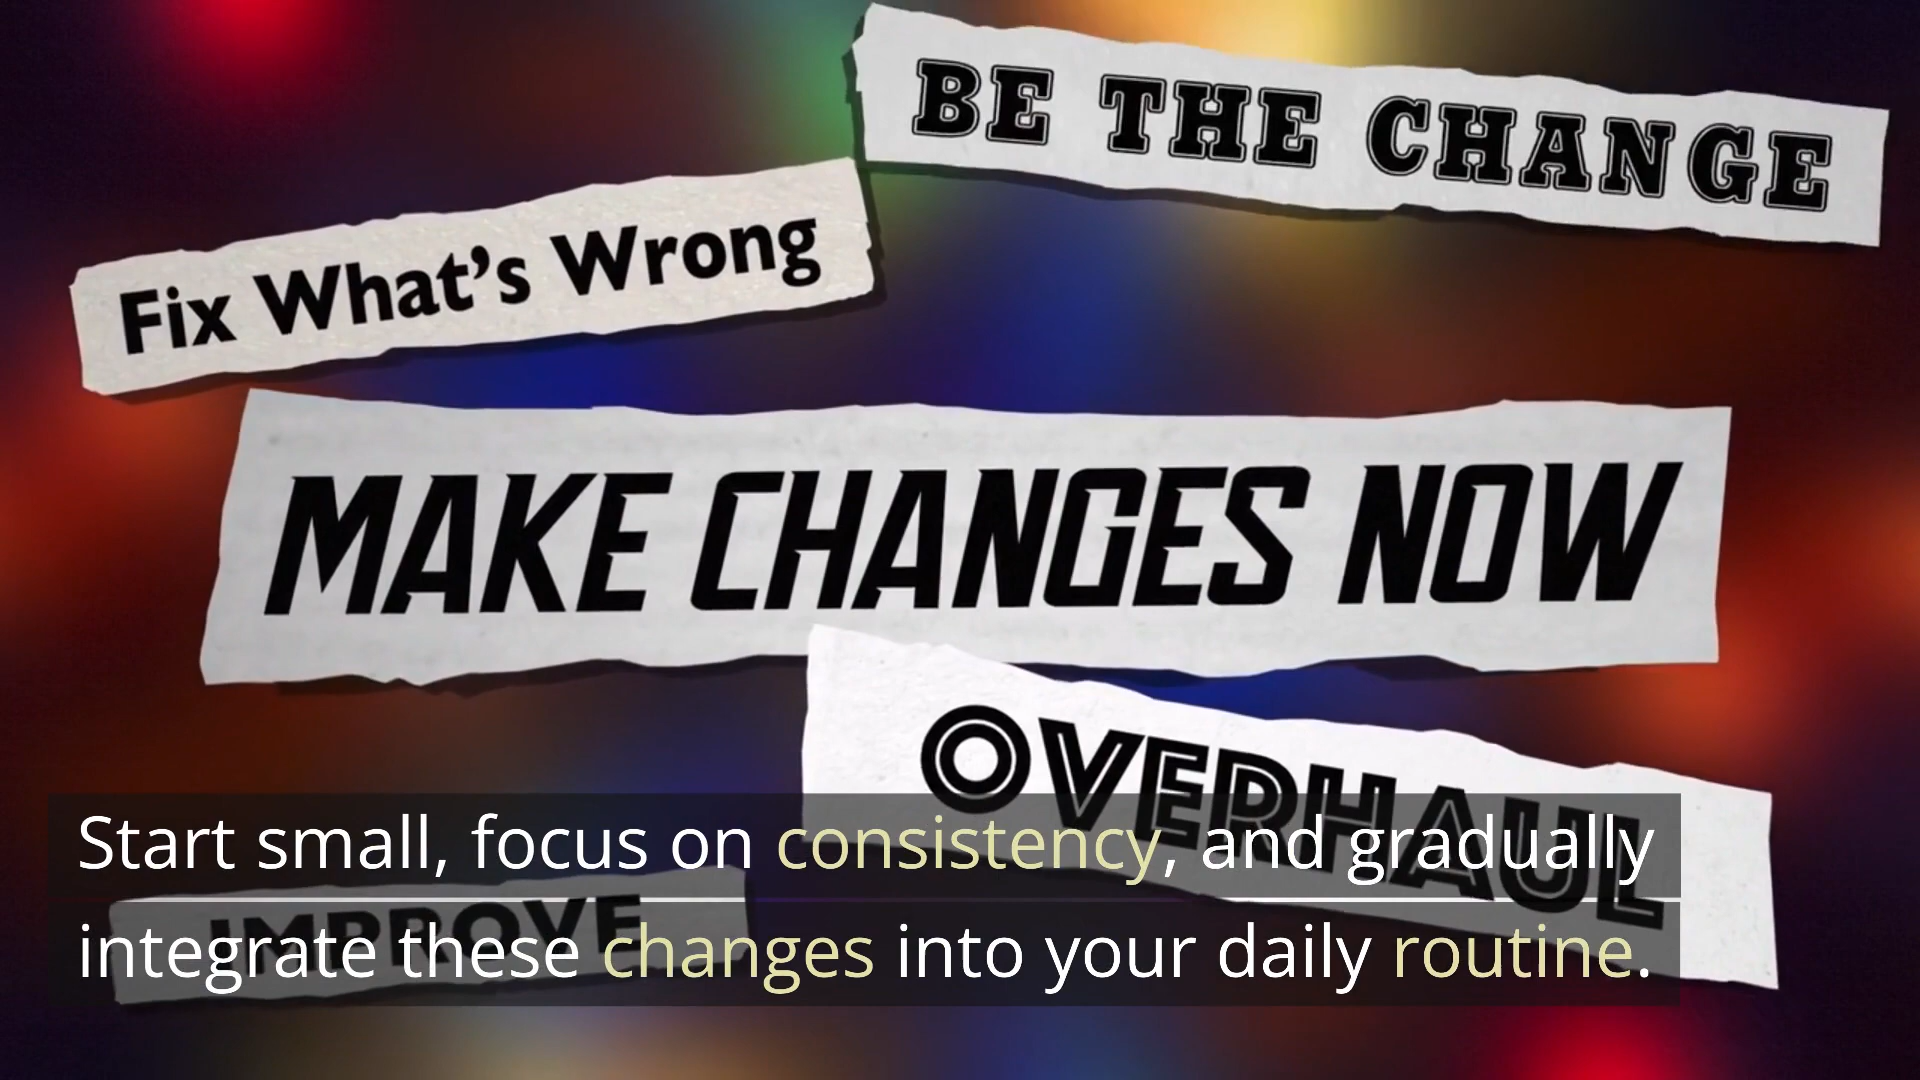 BE THE CHANGE
Fix What's Wrong
MAKE CHANGES NOW
OVERHAUL
IMPROVE
Start small, focus on consistency, and gradually
integrate these changes into your daily routine.